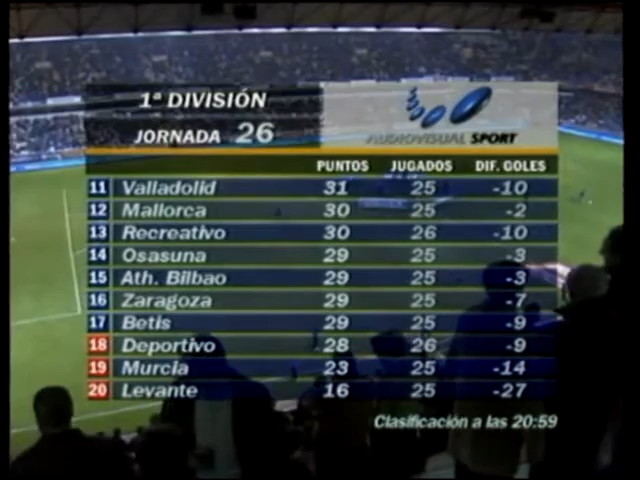 1ª DIVISIÓN
JORNADA 26
AUDIOVISUAL SPORT
PUNTOS JUGADOS DIF. GOLES
11 Valladolid 31 25 -10
12 Mallorca 30 25 -2
13 Recreativo 30 26 -10
14 Osasuna 29 25 -3
15 Ath. Bilbao 29 25 -3
16 Zaragoza 29 25 -7
17 Betis 29 25 -9
18 Deportivo 28 26 -9
19 Murcia 23 25 -14
20 Levante 16 25 -27
Clasificación a las 20:59